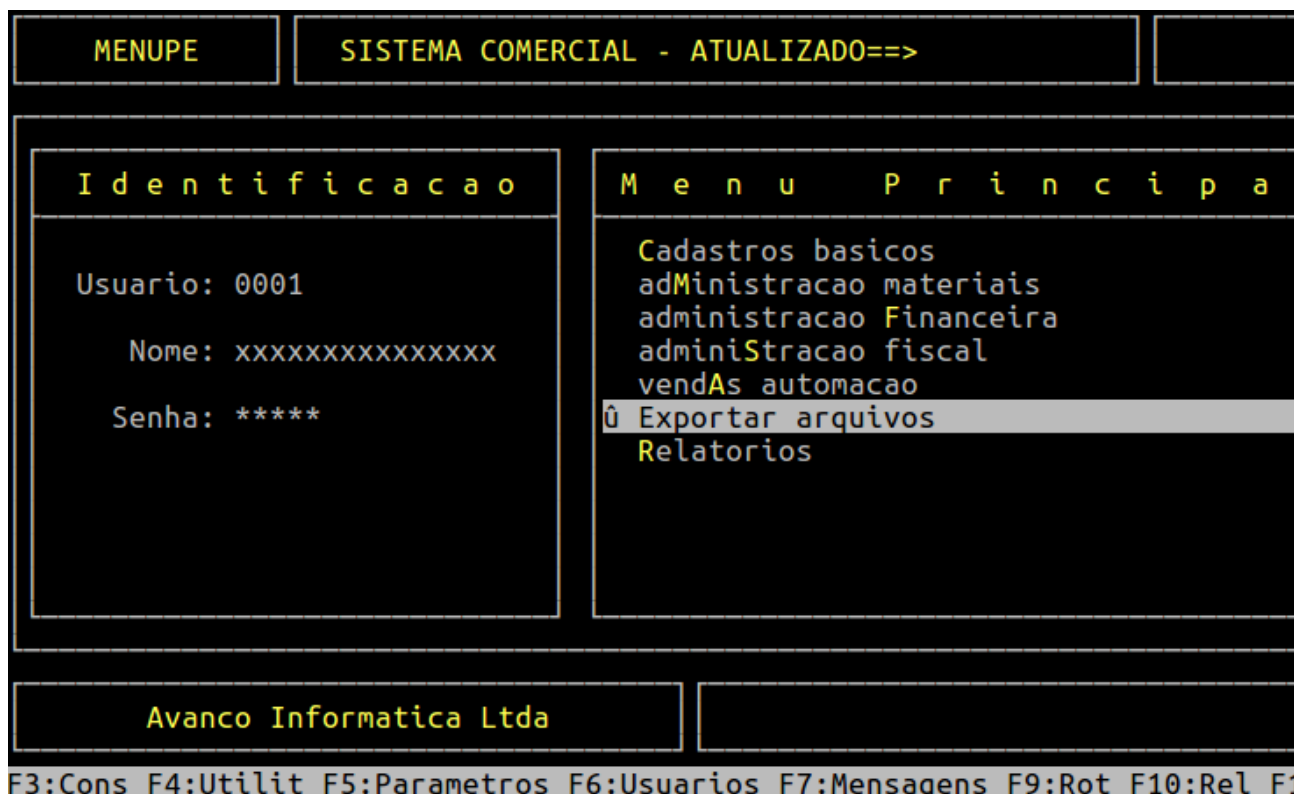 MENUPE
SISTEMA COMERCIAL - ATUALIZADO==>
I d e n t i f i c a c a o
Usuario: 0001
Nome: xxxxxxxxxxxxxxx
Senha: *****
M e n u P r i n c i p a
Cadastros basicos
adMinistracao materiais
administracao Financeira
adminiStracao fiscal
vendAs automacao
û Exportar arquivos
Relatorios
Avanco Informatica Ltda
F3:Cons F4:Utilit F5:Parametros F6:Usuarios F7:Mensagens F9:Rot F10:Rel F1